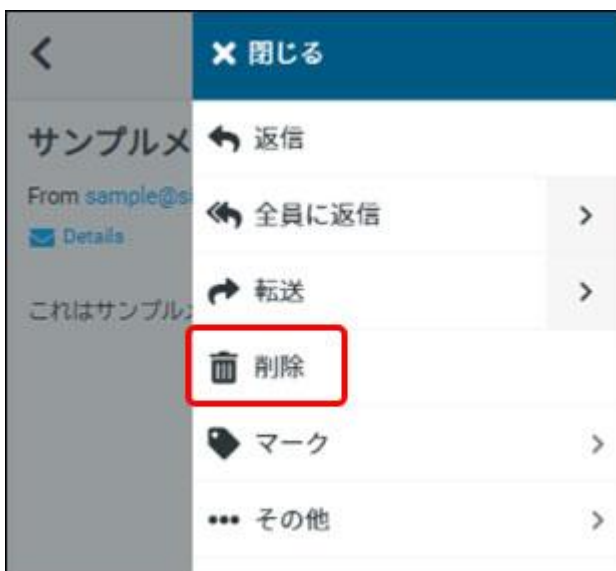 閉じる
サンプルメ
From sample@s
Details
これはサンプル
返信
全員に返信
転送
削除
マーク
その他